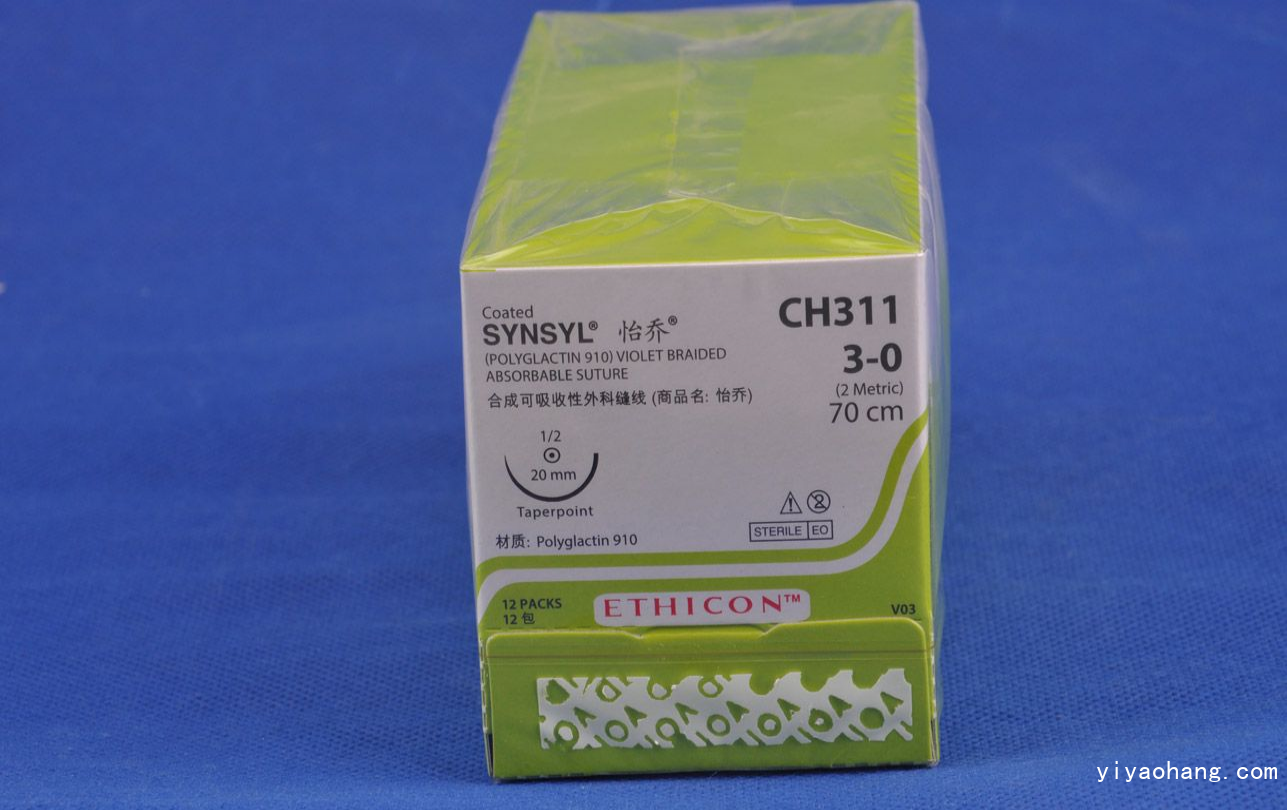 Coated
SYNSYL® 怡乔®
(POLYGLACTIN 910) VIOLET BRAIDED
ABSORBABLE SUTURE
合成可吸收性外科缝线 (商品名: 怡乔)
CH311
3-0
(2 Metric)
70 cm
1/2
20 mm
Taperpoint
材质: Polyglactin 910
2
STERILE EO
12 PACKS
12 包
ETHICON™
V03
yiyaohang.com